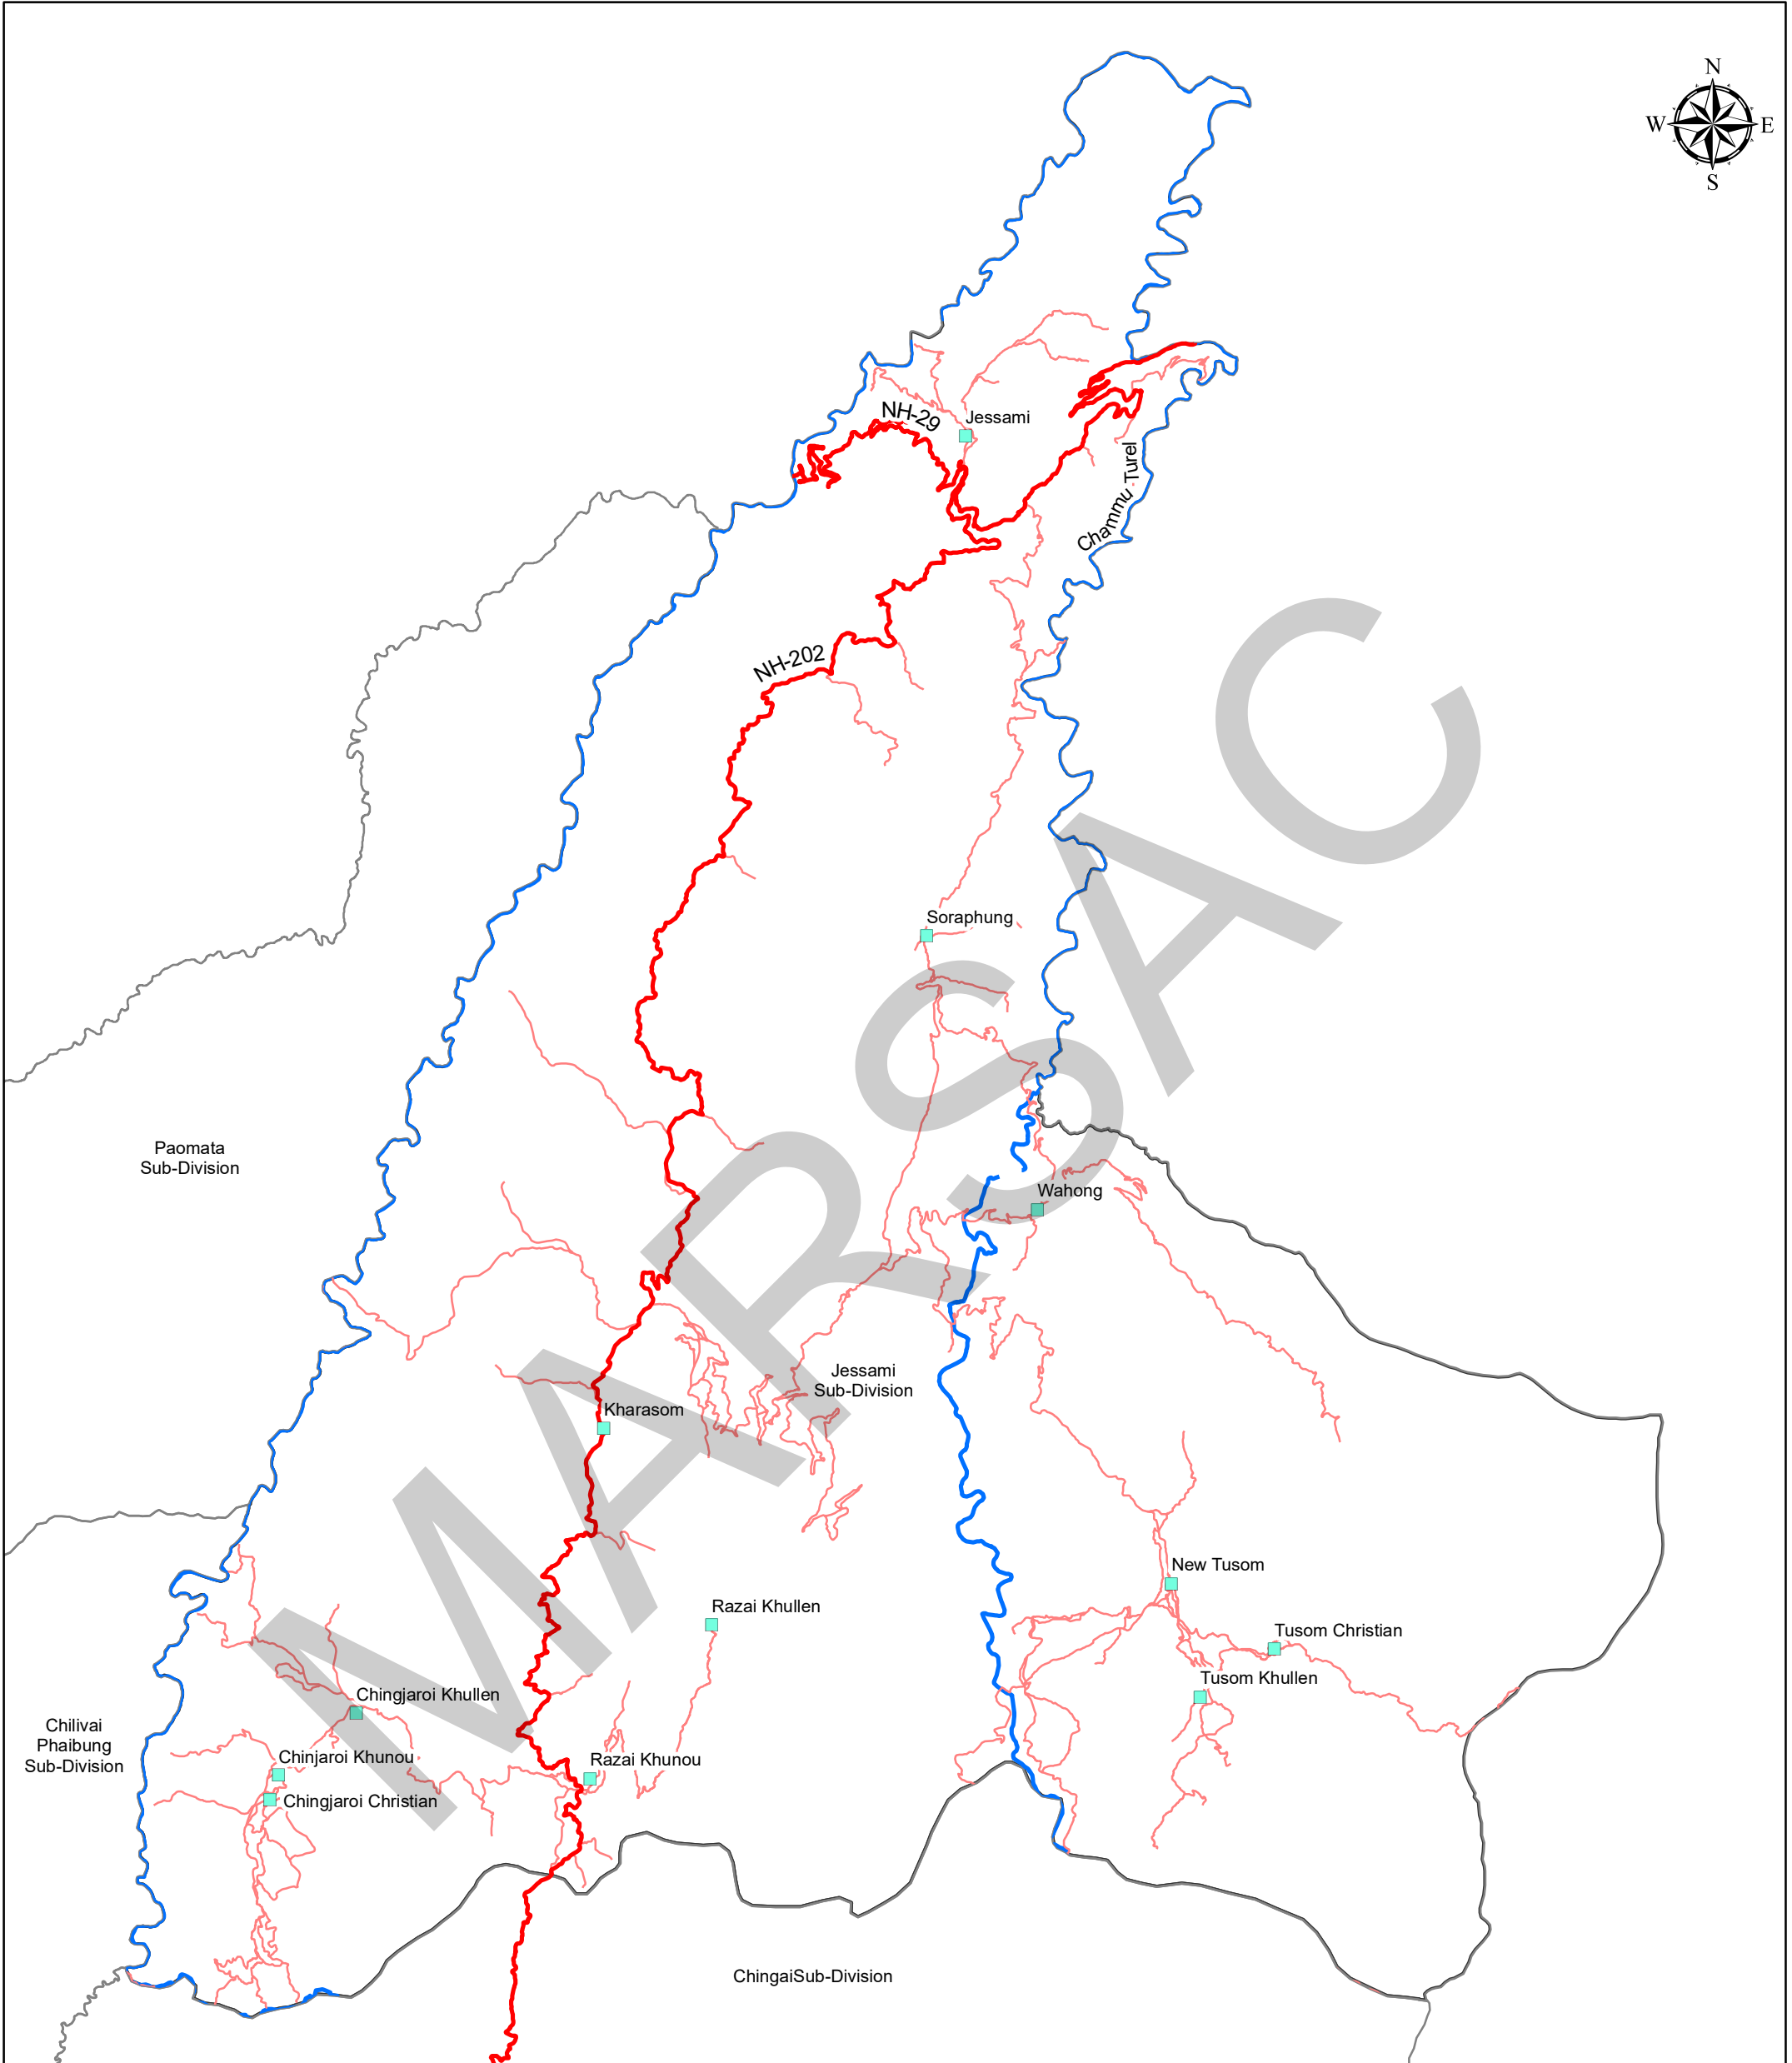 N
W E
S
NH-29
Jessami
Chammu Turel
NH-202
Soraphung
Paomata
Sub-Division
Wahong
Jessami
Sub-Division
Kharasom
New Tusom
Razai Khullen
Tusom Christian
Tusom Khullen
Chingjaroi Khullen
Chilivai
Phaibung
Sub-Division
Chinjaroi Khunou
Razai Khunou
Chingjaroi Christian
ChingaiSub-Division
MARSAC